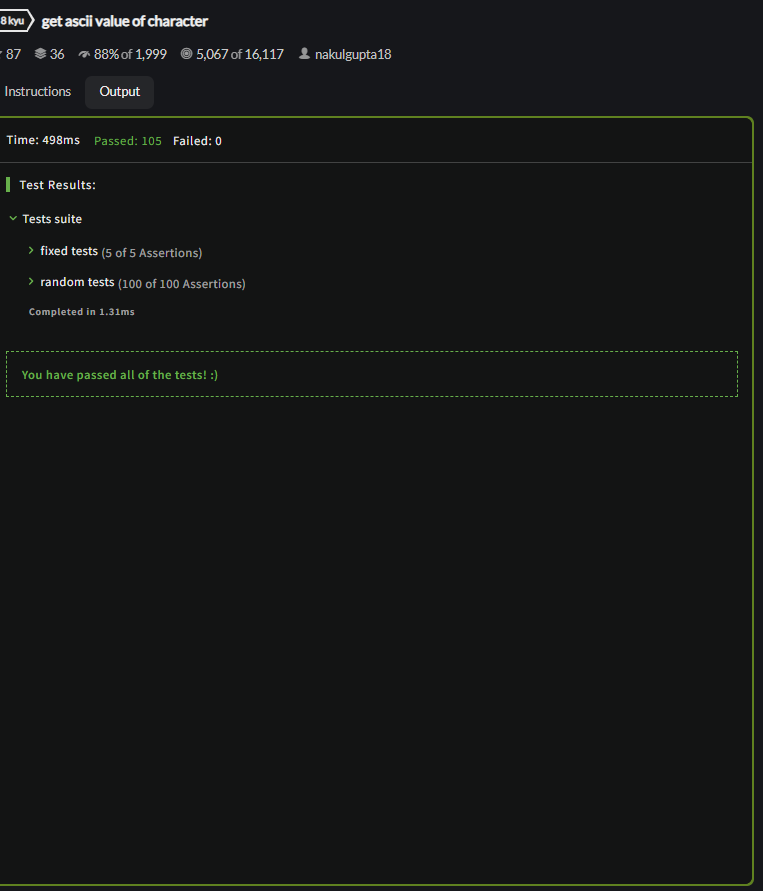 8 kyu get ascii value of character
87 36 88% of 1,999 5,067 of 16,117 nakulgupta18
Instructions Output
Time: 498ms Passed: 105 Failed: 0
Test Results:
Tests suite
fixed tests (5 of 5 Assertions)
random tests (100 of 100 Assertions)
Completed in 1.31ms
You have passed all of the tests! :)